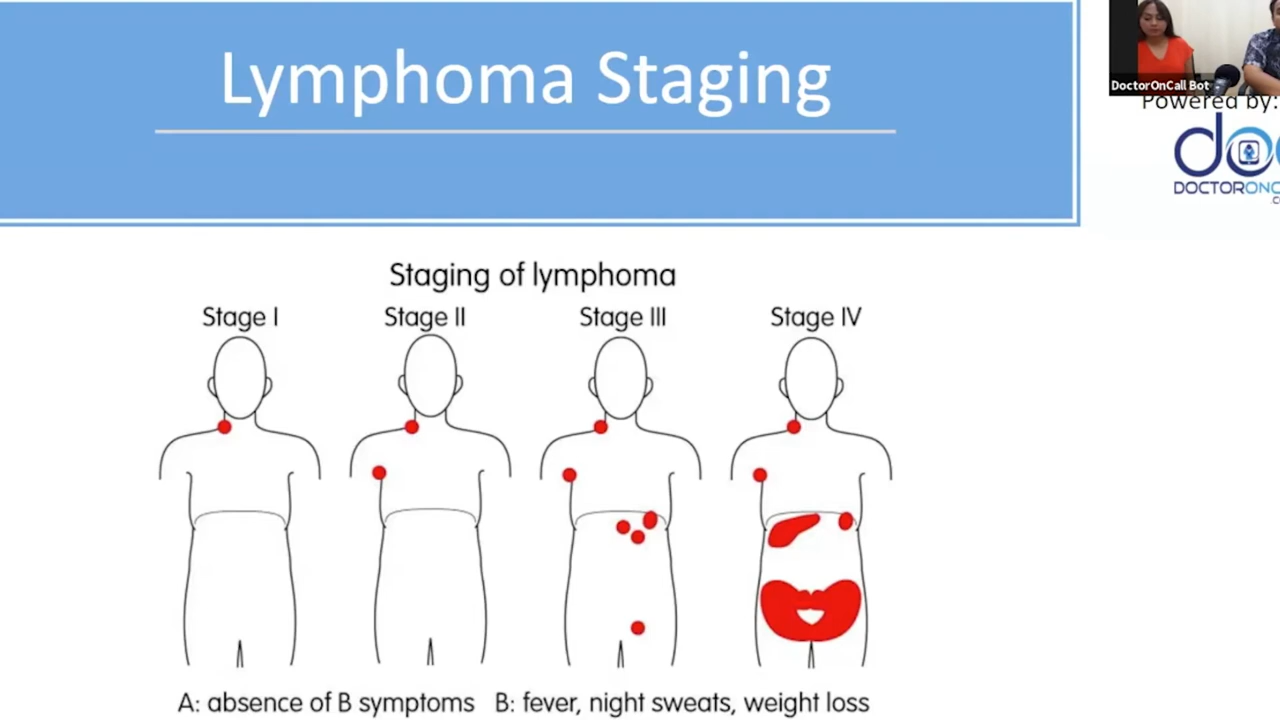 Lymphoma Staging
DoctorOnCall Bot
Powered by:
DOCTORONC
Staging of lymphoma
Stage I
Stage II
Stage III
Stage IV
A: absence of B symptoms B: fever, night sweats, weight loss